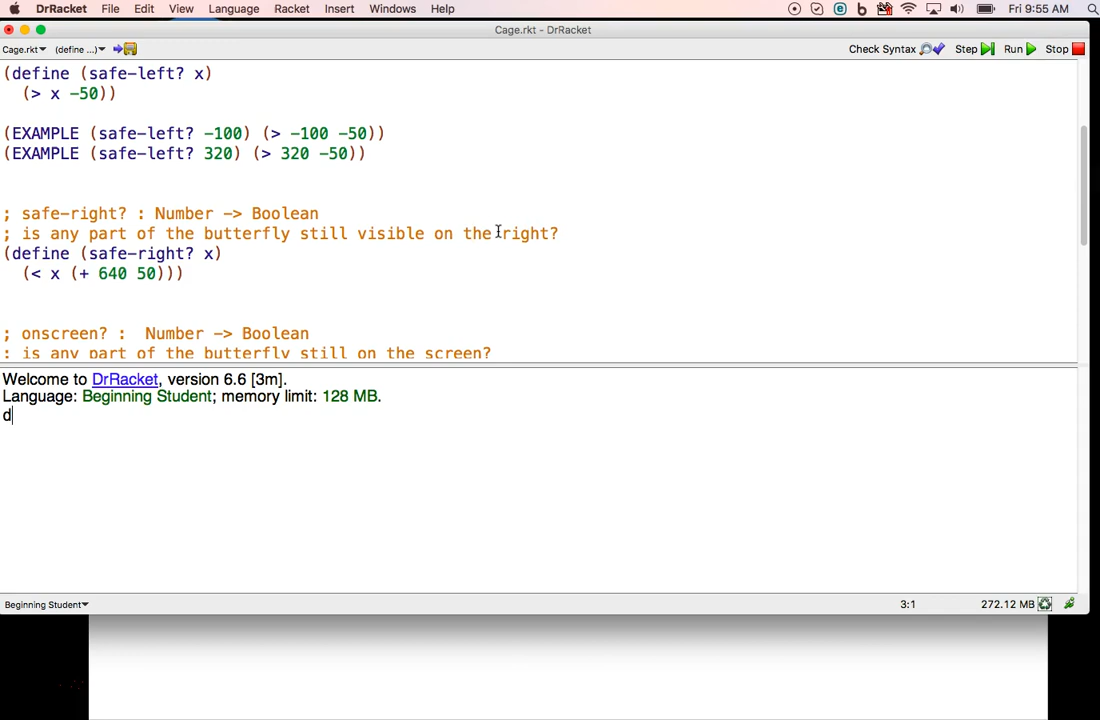 DrRacket File Edit View Language Racket Insert Controls Windows Help Fri 9:55 AM
Cage.rkt - DrRacket
Cage.rkt▾ (define ...)▾ Check Syntax Step Run Stop
(define (safe-left? x)
(> x -50))
(EXAMPLE (safe-left? -100) (> -100 -50))
(EXAMPLE (safe-left? 320) (> 320 -50))
; safe-right? : Number -> Boolean
; is any part of the butterfly still visible on the right?
(define (safe-right? x)
(< x (+ 640 50)))
; onscreen? : Number -> Boolean
; is any part of the butterfly still on the screen?
Welcome to DrRacket, version 6.6 [3m].
Language: Beginning Student; memory limit: 128 MB.
d
Beginning Student▾ 3:1 272.12 MB